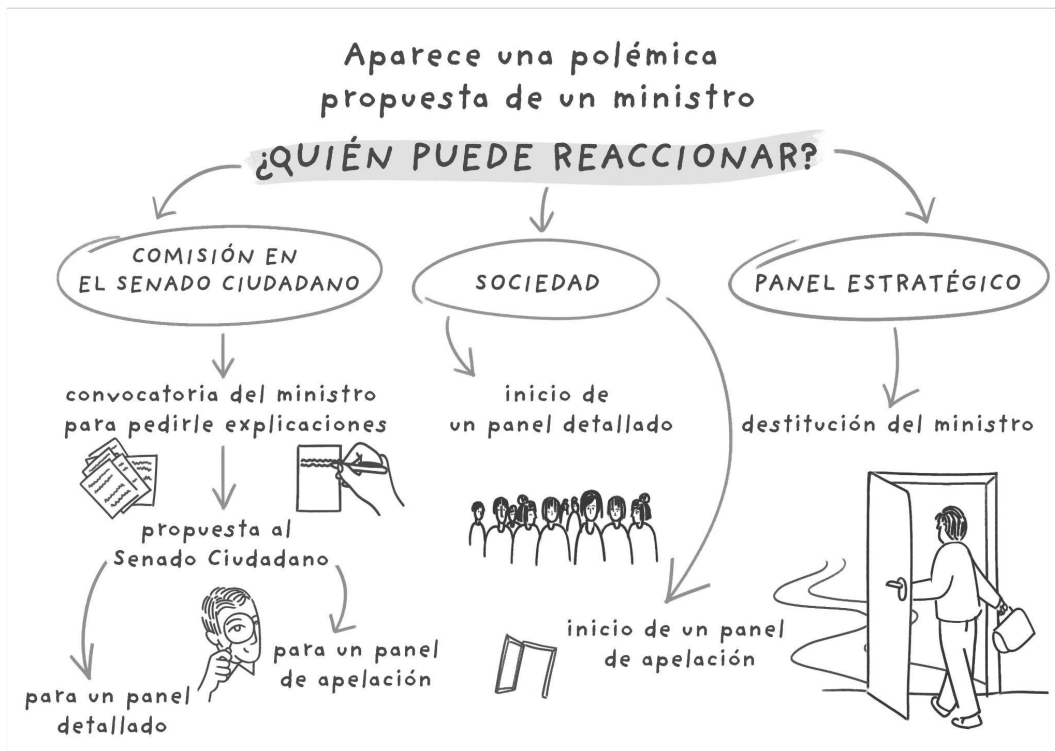 Aparece una polémica
propuesta de un ministro
¿QUIÉN PUEDE REACCIONAR?
COMISIÓN EN
EL SENADO CIUDADANO
SOCIEDAD
PANEL ESTRATÉGICO
convocatoria del ministro
para pedirle explicaciones
inicio de
un panel detallado
destitución del ministro
propuesta al
Senado Ciudadano
para un panel
de apelación
inicio de un panel
de apelación
para un panel
detallado